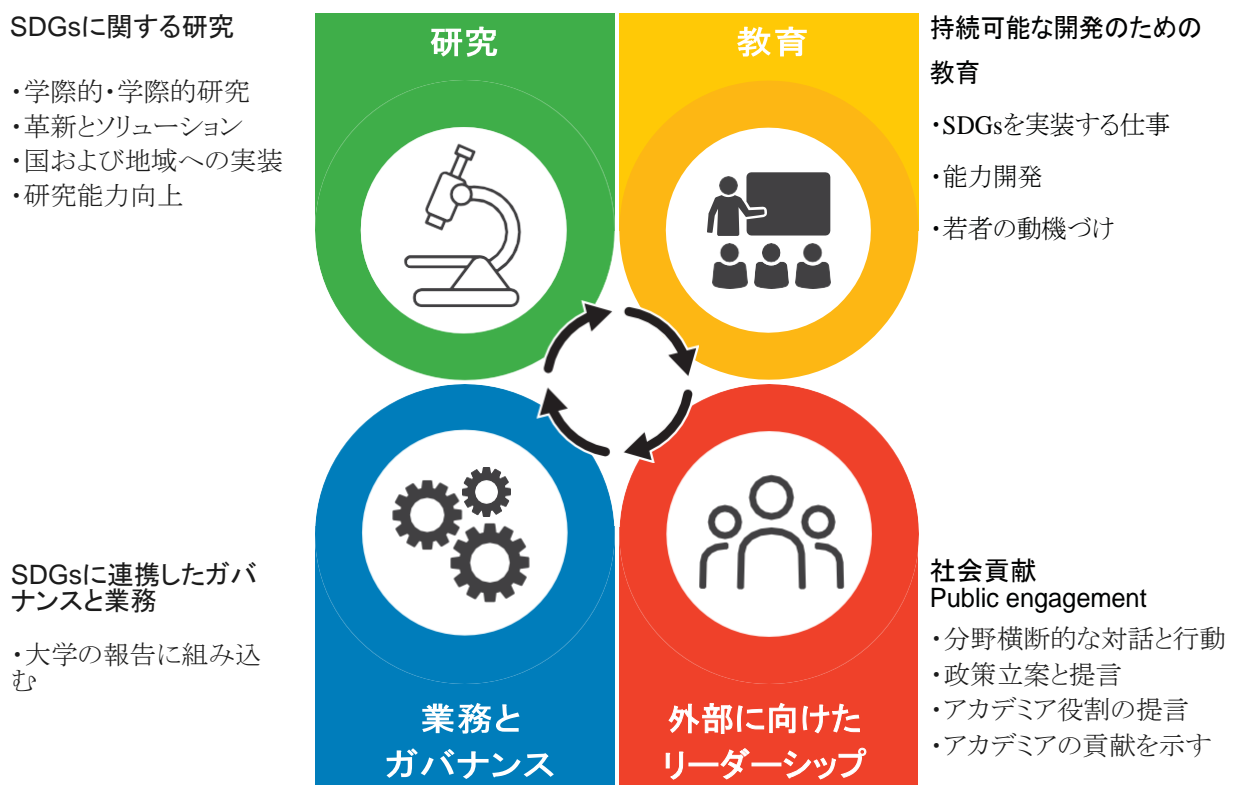 SDGsに関する研究
・学際的・学際的研究
・革新とソリューション
・国および地域への実装
・研究能力向上
研究
教育
持続可能な開発のための
教育
・SDGsを実装する仕事
・能力開発
・若者の動機づけ
SDGsに連携したガバ
ナンスと業務
・大学の報告に組み込
む
業務と
ガバナンス
外部に向けた
リーダーシップ
社会貢献
Public engagement
・分野横断的な対話と行動
・政策立案と提言
・アカデミア役割の提言
・アカデミアの貢献を示す